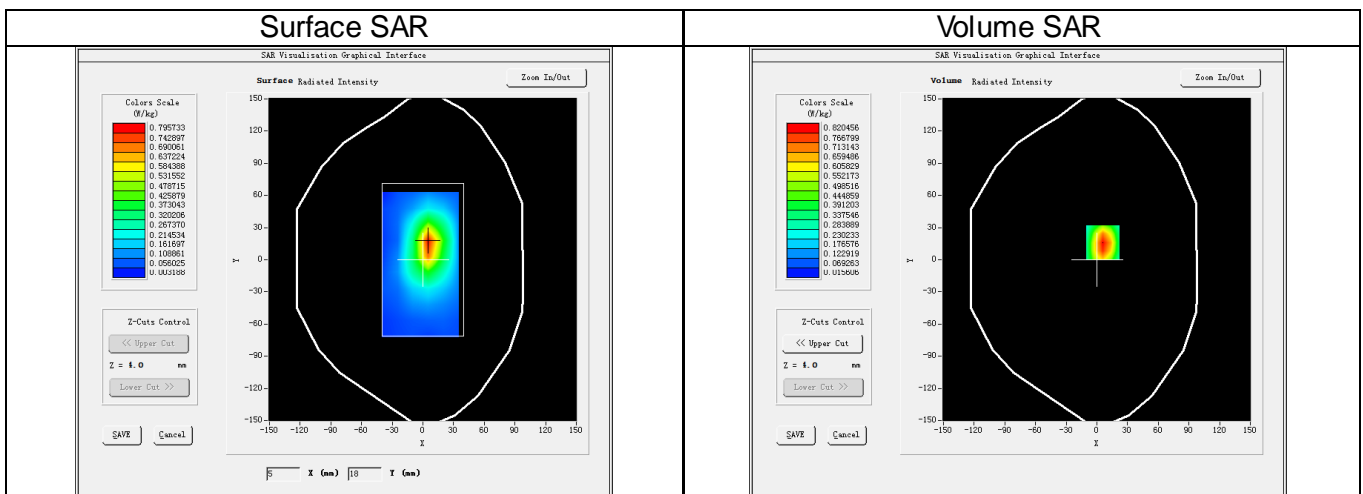 Surface SAR
SAR Visualisation Graphical Interface
Surface Radiated Intensity
Zoom In/Out
Colors Scale
(W/kg)
0.795733
0.742897
0.690061
0.637224
0.584388
0.531552
0.478715
0.425879
0.373043
0.320206
0.267370
0.214534
0.161697
0.108861
0.056025
0.003188
Z-Cuts Control
<< Upper Cut
Z = 4.0 mm
Lower Cut >>
SAVE Cancel
150
120
90
60
30
0
-30
-60
-90
-120
-150
Y
-150 -120 -90 -60 -30 0 30 60 90 120 150
X
5 X (mm) 18 Y (mm)
Volume SAR
SAR Visualisation Graphical Interface
Volume Radiated Intensity
Zoom In/Out
Colors Scale
(W/kg)
0.820456
0.766799
0.713143
0.659486
0.605829
0.552173
0.498516
0.444859
0.391203
0.337546
0.283889
0.230233
0.176576
0.122919
0.069263
0.015606
Z-Cuts Control
<< Upper Cut
Z = 4.0 mm
Lower Cut >>
SAVE Cancel
150
120
90
60
30
0
-30
-60
-90
-120
-150
Y
-150 -120 -90 -60 -30 0 30 60 90 120 150
X